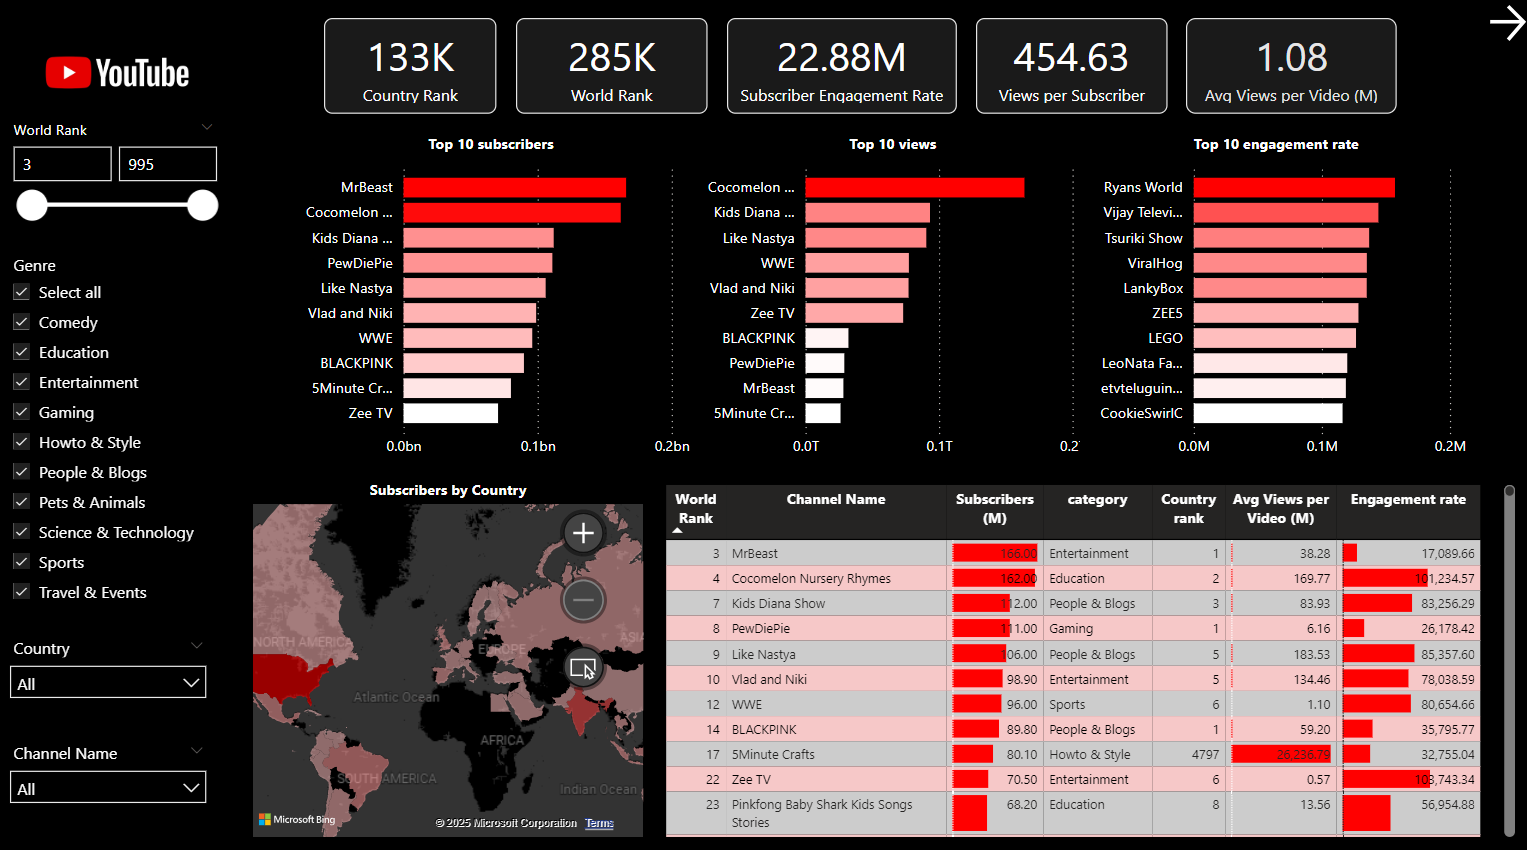 YouTube
133K
Country Rank
285K
World Rank
22.88M
Subscriber Engagement Rate
454.63
Views per Subscriber
1.08
Avg Views per Video (M)
World Rank
3
995
Genre
Select all
Comedy
Education
Entertainment
Gaming
Howto & Style
People & Blogs
Pets & Animals
Science & Technology
Sports
Travel & Events
Country
All
Channel Name
All
Top 10 subscribers
MrBeast
Cocomelon ...
Kids Diana ...
PewDiePie
Like Nastya
Vlad and Niki
WWE
BLACKPINK
5Minute Cr...
Zee TV
0.0bn 0.1bn 0.2bn
Top 10 views
Cocomelon ...
Kids Diana ...
Like Nastya
WWE
Vlad and Niki
Zee TV
BLACKPINK
PewDiePie
MrBeast
5Minute Cr...
0.0T 0.1T 0.2
Top 10 engagement rate
Ryans World
Vijay Televi...
Tsuriki Show
ViralHog
LankyBox
ZEE5
LEGO
LeoNata Fa...
etvteluguin...
CookieSwirlC
0.0M 0.1M 0.2M
Subscribers by Country
NORTH AMERICA
EUROPE
ASIA
Atlantic Ocean
AFRICA
SOUTH AMERICA
Indian Ocean
Microsoft Bing
© 2025 Microsoft Corporation Terms
World Rank Channel Name Subscribers (M) category Country rank Avg Views per Video (M) Engagement rate
3 MrBeast 166.00 Entertainment 1 38.28 17,089.66
4 Cocomelon Nursery Rhymes 162.00 Education 2 169.77 101,234.57
7 Kids Diana Show 112.00 People & Blogs 3 83.93 83,256.29
8 PewDiePie 111.00 Gaming 1 6.16 26,178.42
9 Like Nastya 106.00 People & Blogs 5 183.53 85,357.60
10 Vlad and Niki 98.90 Entertainment 5 134.46 78,038.59
12 WWE 96.00 Sports 6 1.10 80,654.66
14 BLACKPINK 89.80 People & Blogs 1 59.20 35,795.77
17 5Minute Crafts 80.10 Howto & Style 4797 26,236.79 32,755.04
22 Zee TV 70.50 Entertainment 6 0.57 103,743.34
23 Pinkfong Baby Shark Kids Songs Stories 68.20 Education 8 13.56 56,954.88